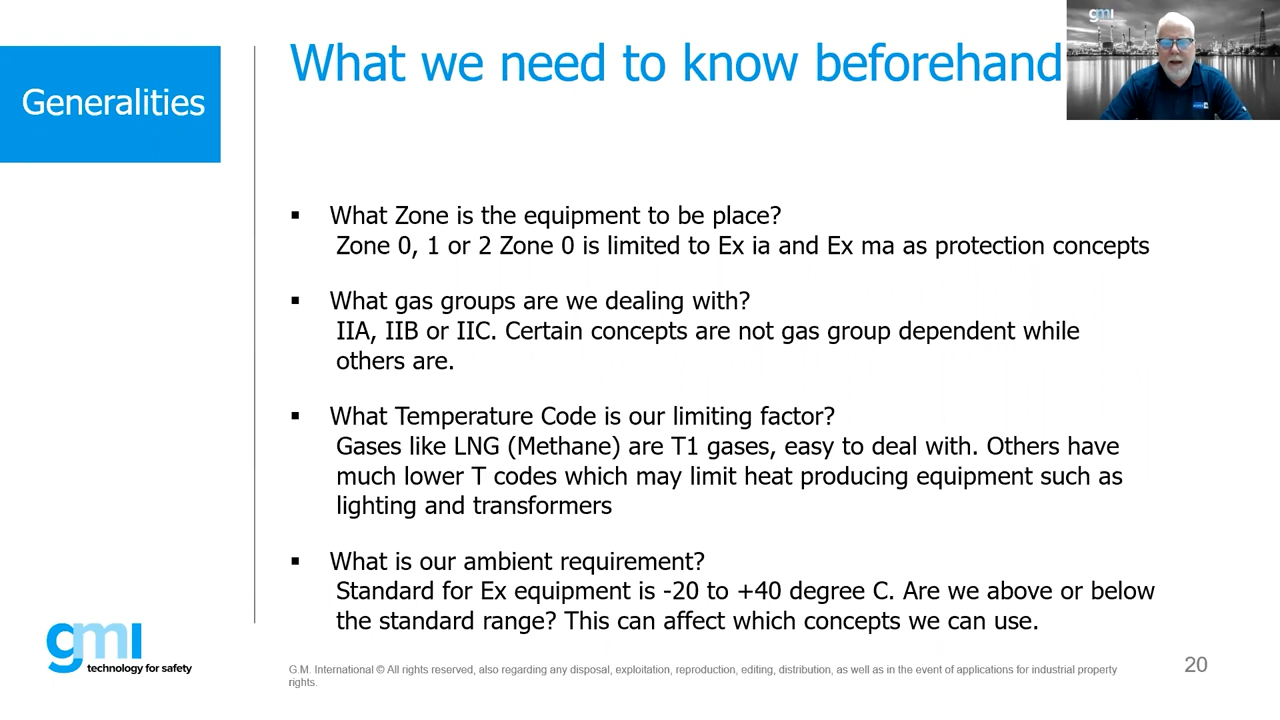 What we need to know beforehand
gmi
Generalities
▪ What Zone is the equipment to be place?
Zone 0, 1 or 2 Zone 0 is limited to Ex ia and Ex ma as protection concepts
▪ What gas groups are we dealing with?
IIA, IIB or IIC. Certain concepts are not gas group dependent while
others are.
▪ What Temperature Code is our limiting factor?
Gases like LNG (Methane) are T1 gases, easy to deal with. Others have
much lower T codes which may limit heat producing equipment such as
lighting and transformers
▪ What is our ambient requirement?
Standard for Ex equipment is -20 to +40 degree C. Are we above or below
the standard range? This can affect which concepts we can use.
gmi
technology for safety
G.M. International © All rights reserved, also regarding any disposal, exploitation, reproduction, editing, distribution, as well as in the event of applications for industrial property
rights.
20